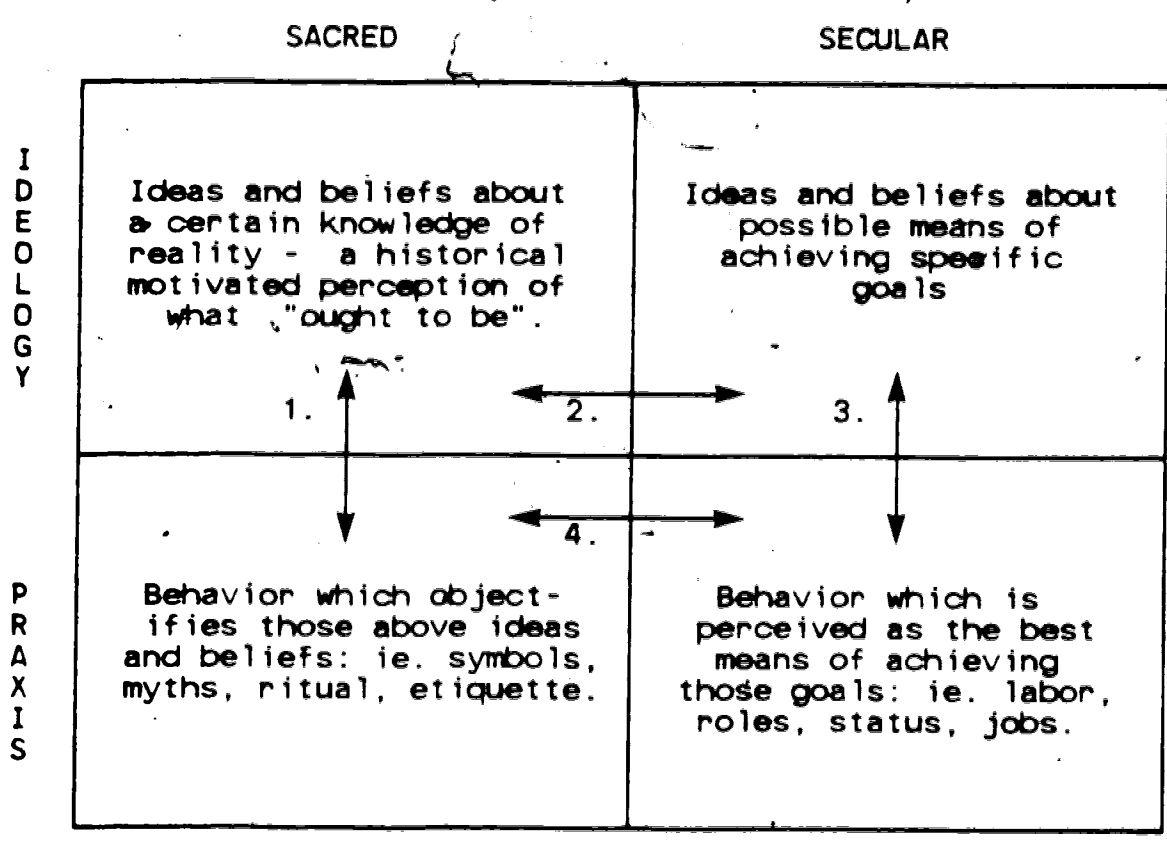 SACRED
SECULAR
IDEOLOGY
Ideas and beliefs about
a certain knowledge of
reality - a historical
motivated perception of
what "ought to be".
Ideas and beliefs about
possible means of
achieving specific
goals
1.
2.
3.
4.
PRAXIS
Behavior which object-
ifies those above ideas
and beliefs: ie. symbols,
myths, ritual, etiquette.
Behavior which is
perceived as the best
means of achieving
those goals: ie. labor,
roles, status, jobs.